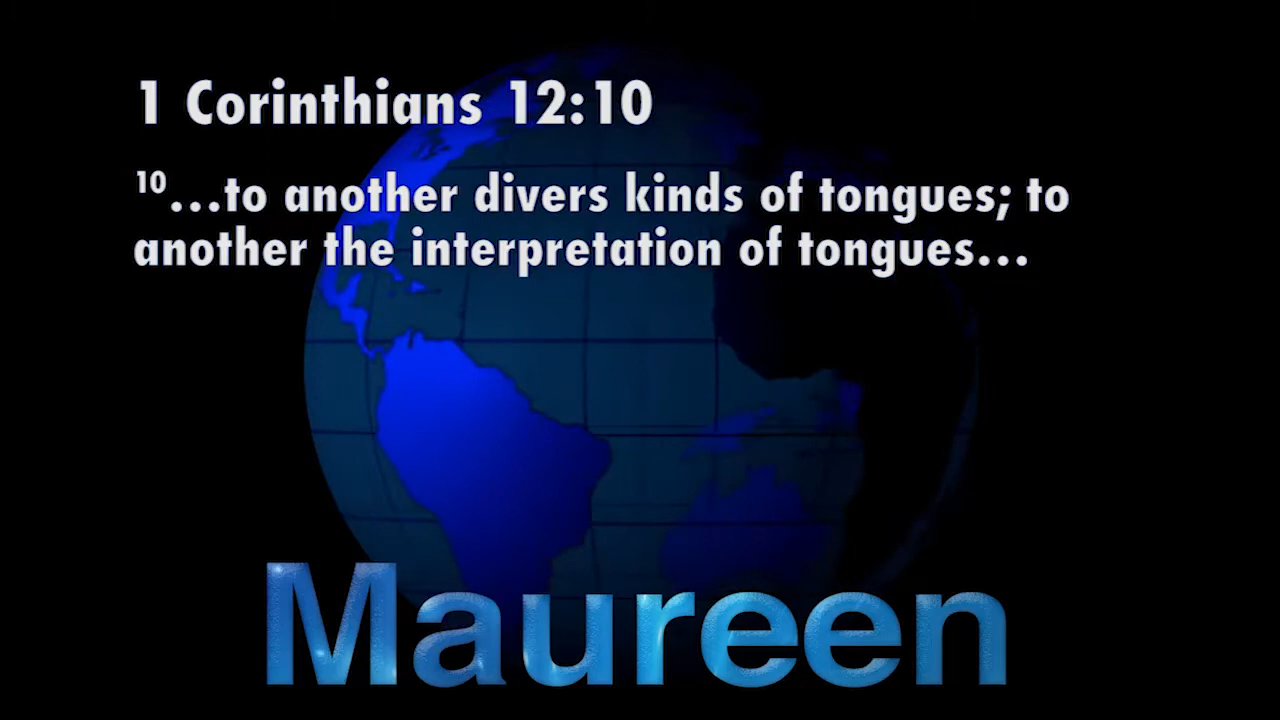 1 Corinthians 12:10
10…to another divers kinds of tongues; to
another the interpretation of tongues…
Maureen